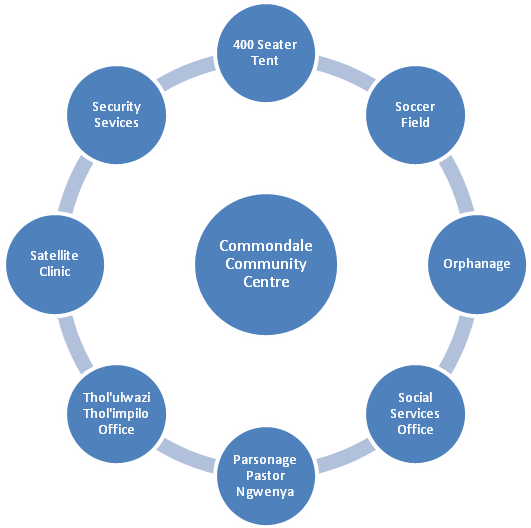 400 Seater
Tent
Soccer
Field
Orphanage
Social
Services
Office
Parsonage
Pastor
Ngwenya
Thol'ulwazi
Thol'impilo
Office
Satellite
Clinic
Security
Sevices
Commondale
Community
Centre